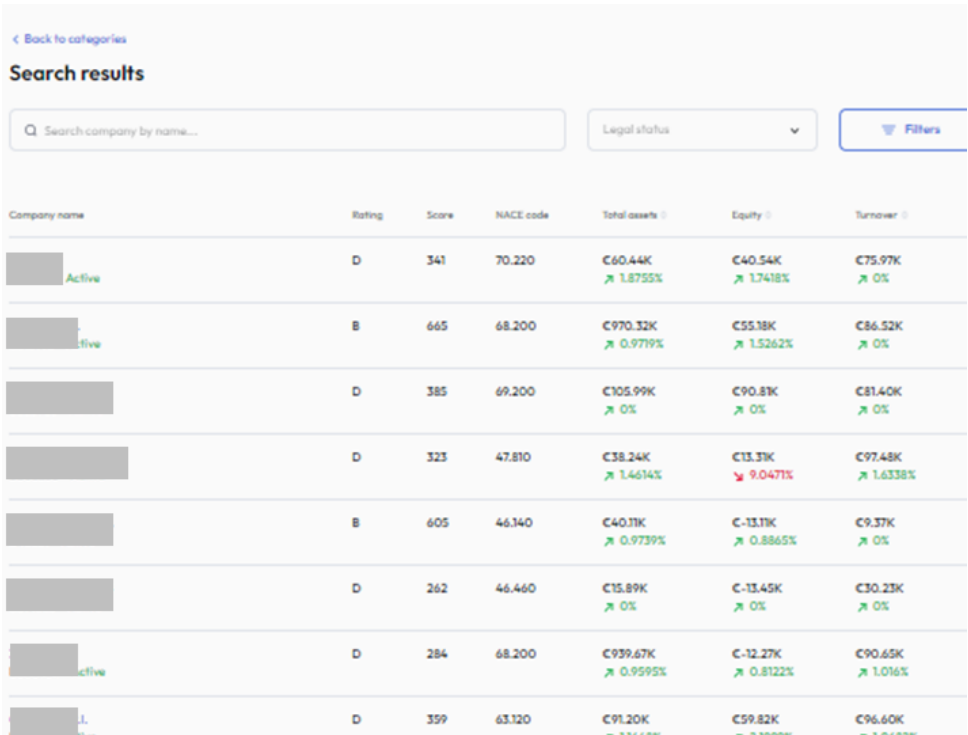 Back to categories
Search results
Search company by name... Legal status Filters
Company name Rating Score NACE code Total assets Equity Turnover
D 341 70.220 €60.44K €40.54K €75.97K
Active 1.8755% 1.7418% 0%
B 665 68.200 €970.32K €55.18K €86.52K
ctive 0.9719% 1.5262% 0%
D 385 69.200 €105.99K €90.81K €81.40K
0% 0% 0%
D 323 47.810 €38.24K €13.31K €97.48K
1.4614% 9.0471% 1.6338%
B 605 46.140 €40.11K €-13.11K €9.37K
0.9739% 0.8865% 0%
D 262 46.460 €15.89K €-13.45K €30.23K
0% 0% 0%
D 284 68.200 €939.67K €-12.27K €90.65K
ctive 0.9595% 0.8122% 1.016%
.I. D 359 63.120 €91.20K €59.82K €96.60K